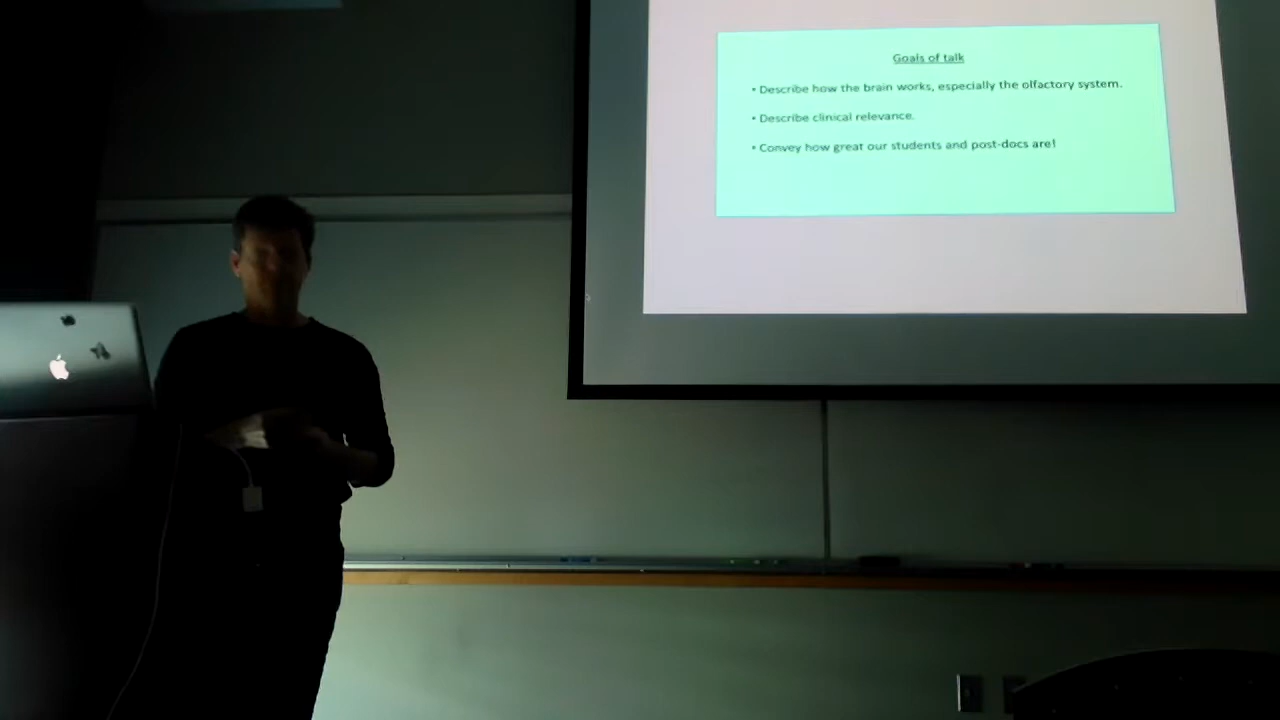 Goals of talk
• Describe how the brain works, especially the olfactory system.
• Describe clinical relevance.
• Convey how great our students and post-docs are!